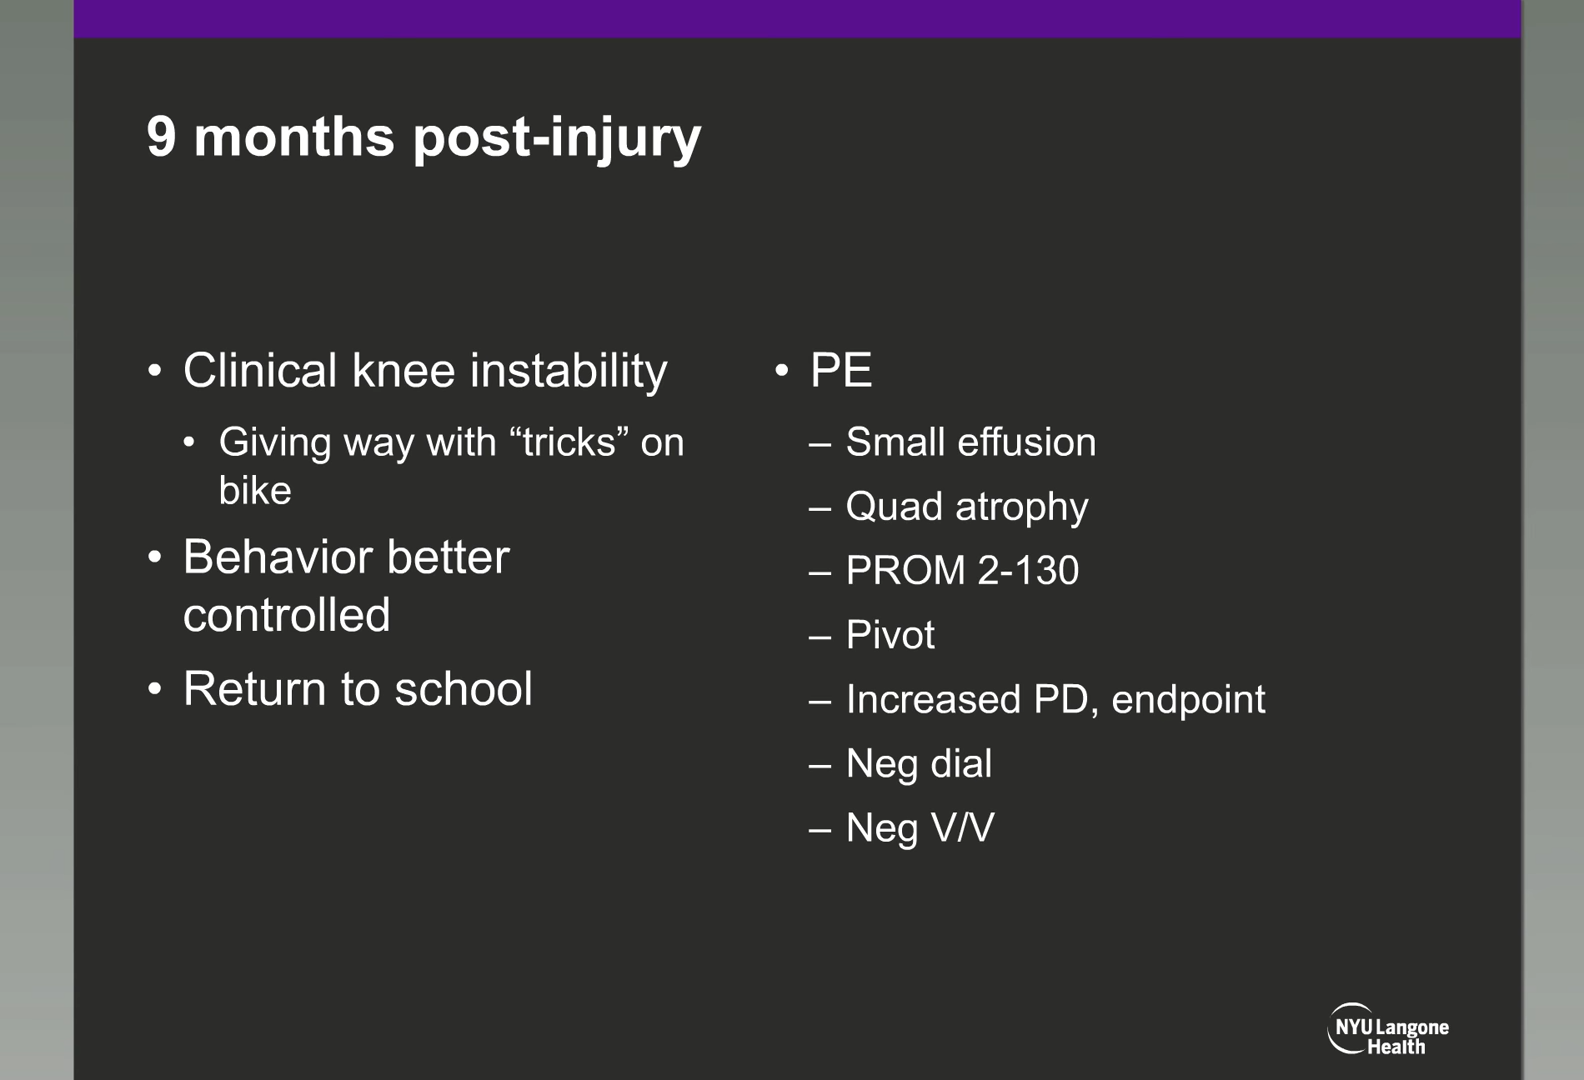 9 months post-injury
• Clinical knee instability
• Giving way with “tricks” on
bike
• Behavior better
controlled
• Return to school
• PE
– Small effusion
– Quad atrophy
– PROM 2-130
– Pivot
– Increased PD, endpoint
– Neg dial
– Neg V/V
NYU Langone
Health